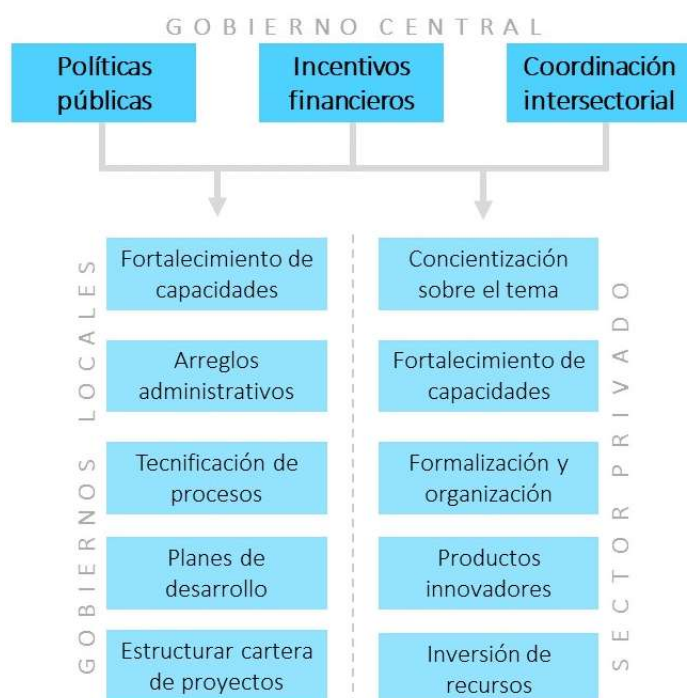 GOBIERNO CENTRAL
Políticas
públicas
Incentivos
financieros
Coordinación
intersectorial
GOBIERNOS LOCALES
Fortalecimiento de
capacidades
Arreglos
administrativos
Tecnificación de
procesos
Planes de
desarrollo
Estructurar cartera
de proyectos
Concientización
sobre el tema
Fortalecimiento de
capacidades
Formalización y
organización
Productos
innovadores
Inversión de
recursos
SECTOR PRIVADO